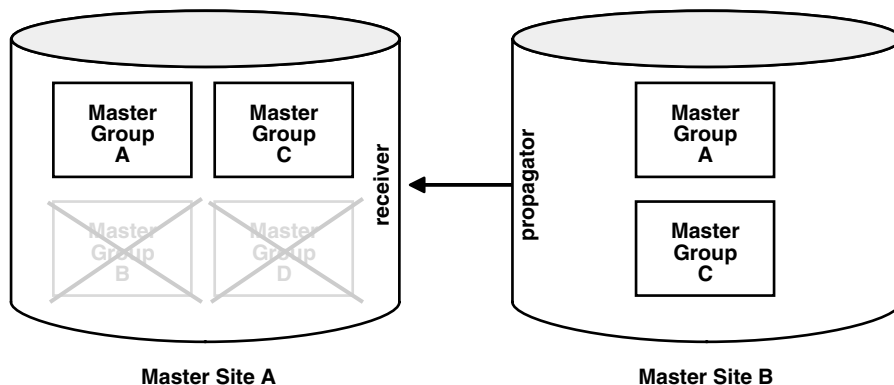 Master
Group
A
Master
Group
C
Master
Group
B
Master
Group
D
receiver
propagator
Master
Group
A
Master
Group
C
Master Site A
Master Site B